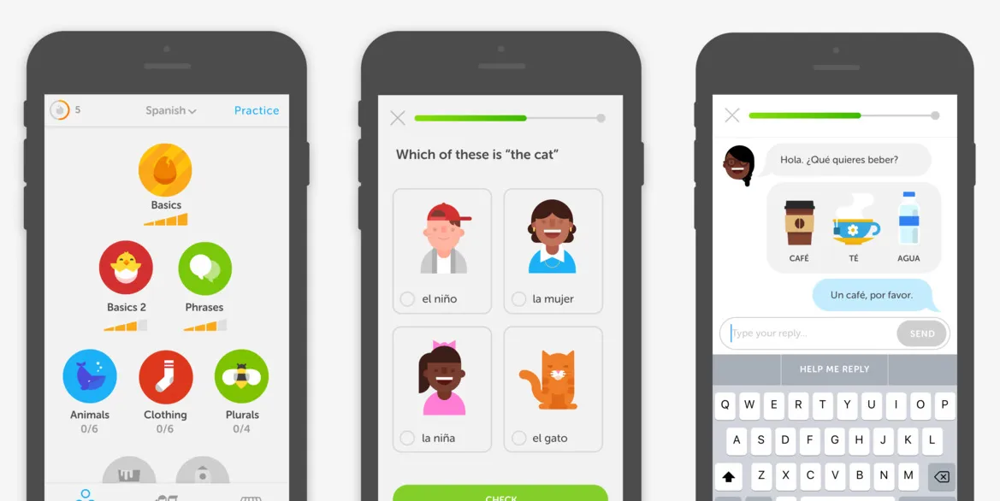 5
Spanish
Practice
Basics
Basics 2
Phrases
Animals
Clothing
Plurals
0/6
0/6
0/4
Which of these is “the cat”
el niño
la mujer
la niña
el gato
CHECK
Hola. ¿Qué quieres beber?
CAFÉ
TÉ
AGUA
Un café, por favor.
Type your reply...
SEND
HELP ME REPLY
Q W E R T Y U I O P
A S D F G H J K L
Z X C V B N M